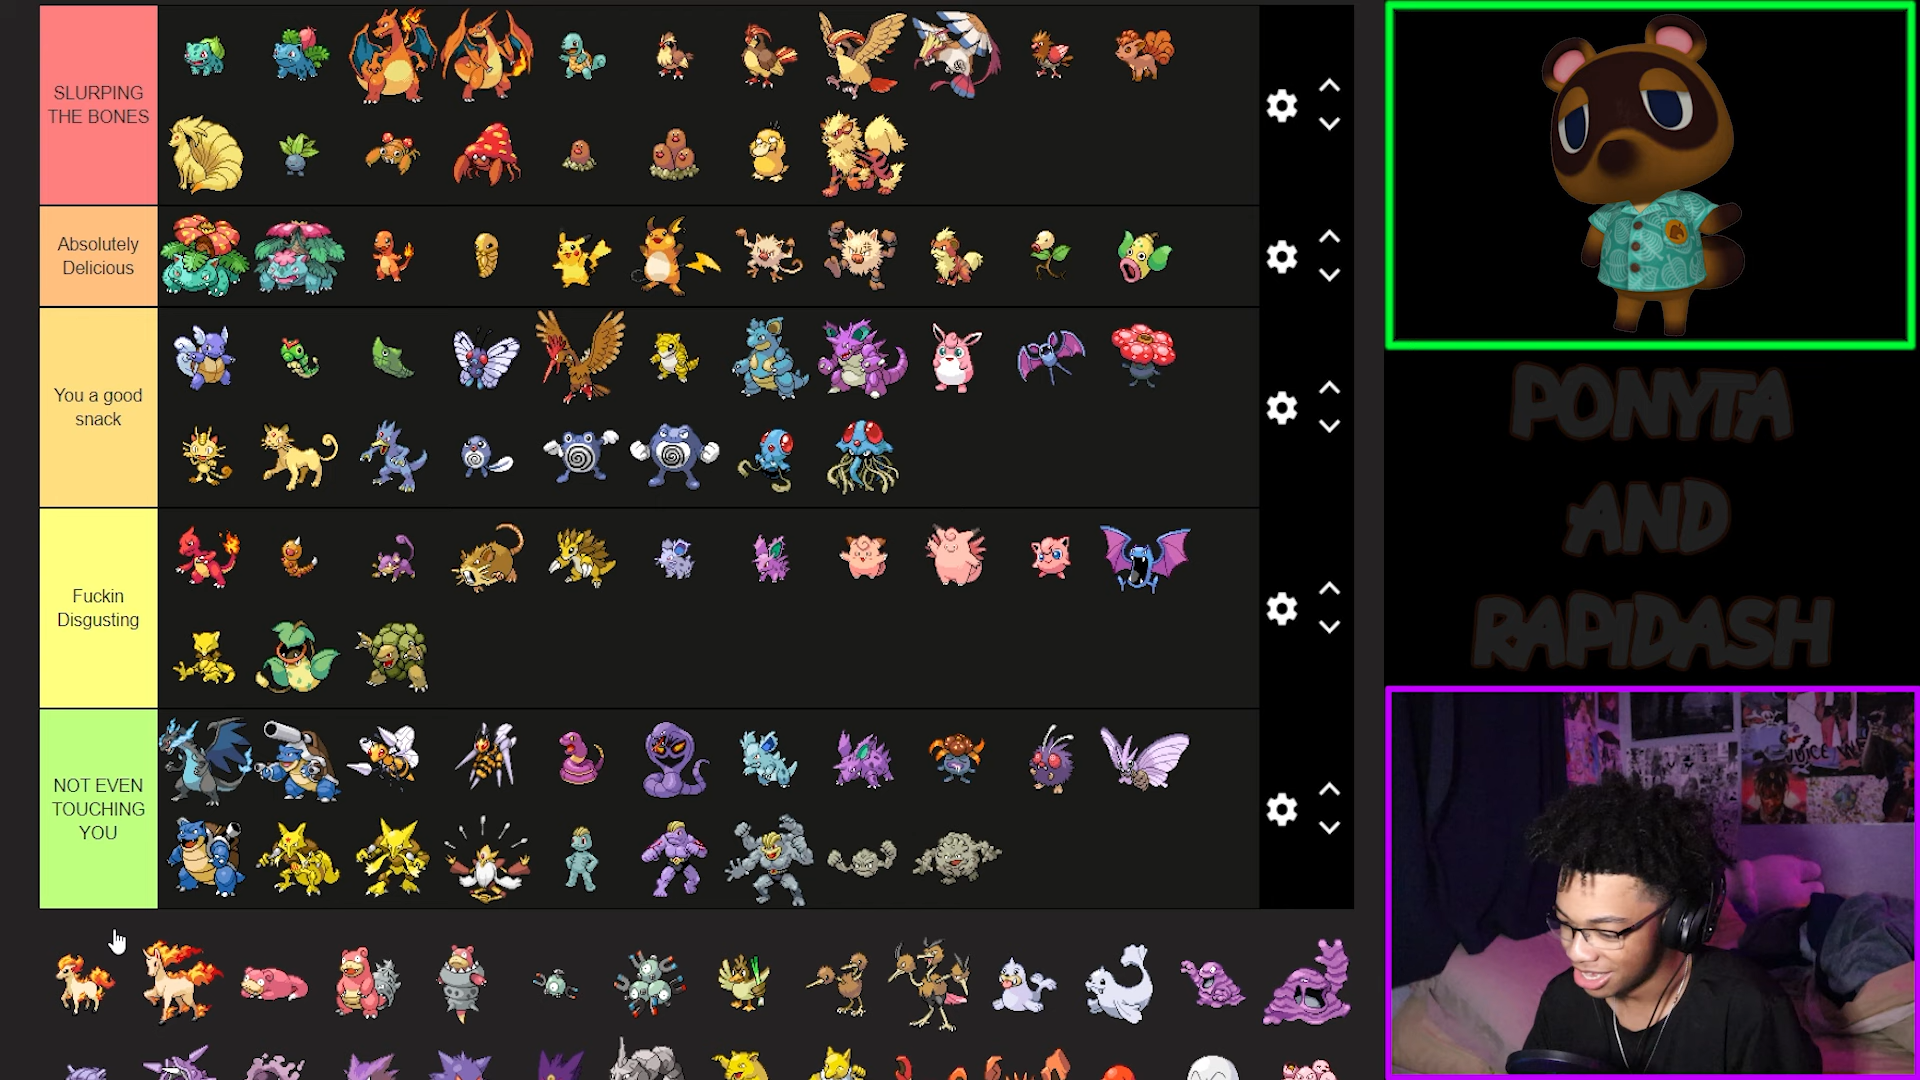 SLURPING
THE BONES
Absolutely
Delicious
You a good
snack
Fuckin
Disgusting
NOT EVEN
TOUCHING
YOU
PONYTA
AND
RAPIDASH